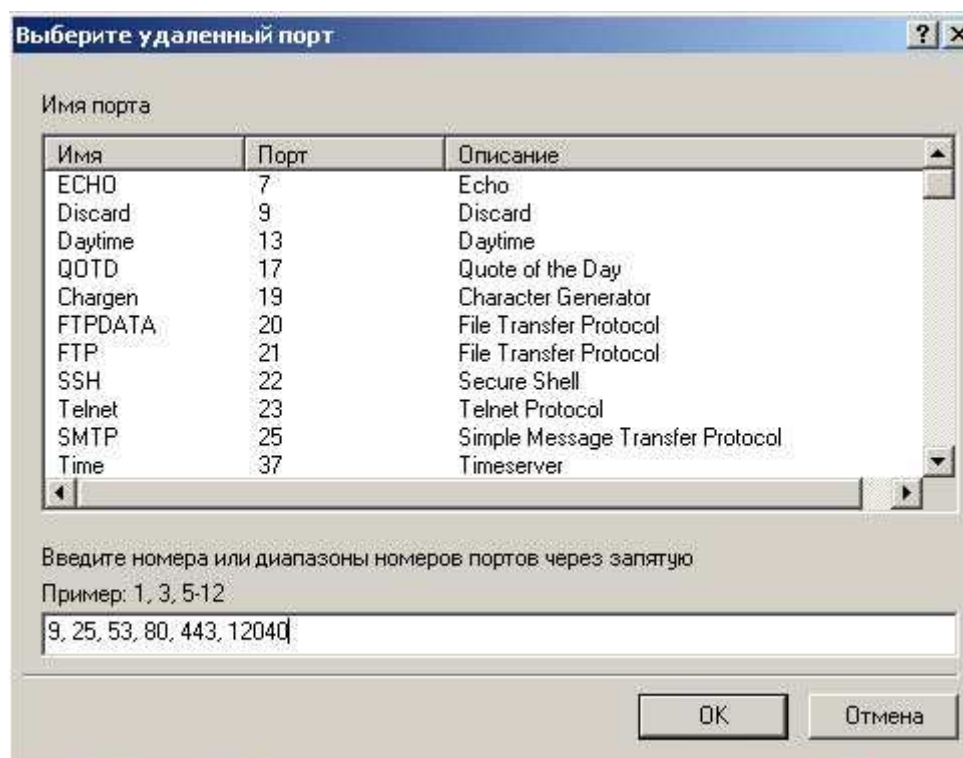 Выберите удаленный порт
Имя порта
Имя Порт Описание
ECHO 7 Echo
Discard 9 Discard
Daytime 13 Daytime
QOTD 17 Quote of the Day
Chargen 19 Character Generator
FTPDATA 20 File Transfer Protocol
FTP 21 File Transfer Protocol
SSH 22 Secure Shell
Telnet 23 Telnet Protocol
SMTP 25 Simple Message Transfer Protocol
Time 37 Timeserver
Введите номера или диапазоны номеров портов через запятую
Пример: 1, 3, 5-12
9, 25, 53, 80, 443, 12040
OK Отмена